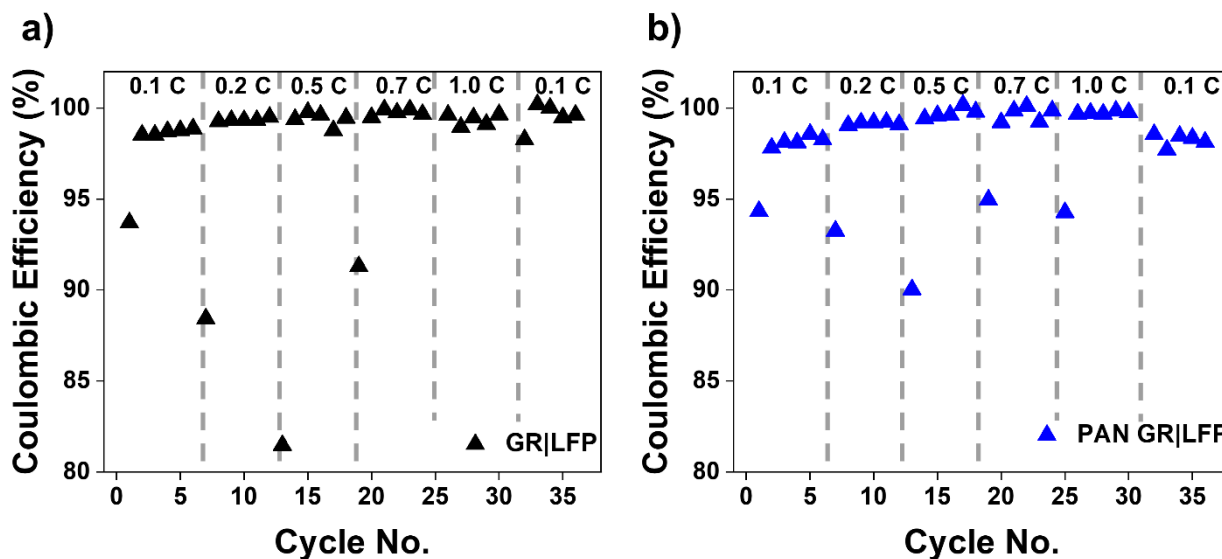 a)
Coulombic Efficiency (%)
100
95
90
85
80
0.1 C 0.2 C 0.5 C 0.7 C 1.0 C 0.1 C
GR|LFP
0 5 10 15 20 25 30 35
Cycle No.
b)
Coulombic Efficiency (%)
100
95
90
85
80
0.1 C 0.2 C 0.5 C 0.7 C 1.0 C 0.1 C
PAN GR|LFP
0 5 10 15 20 25 30 35
Cycle No.